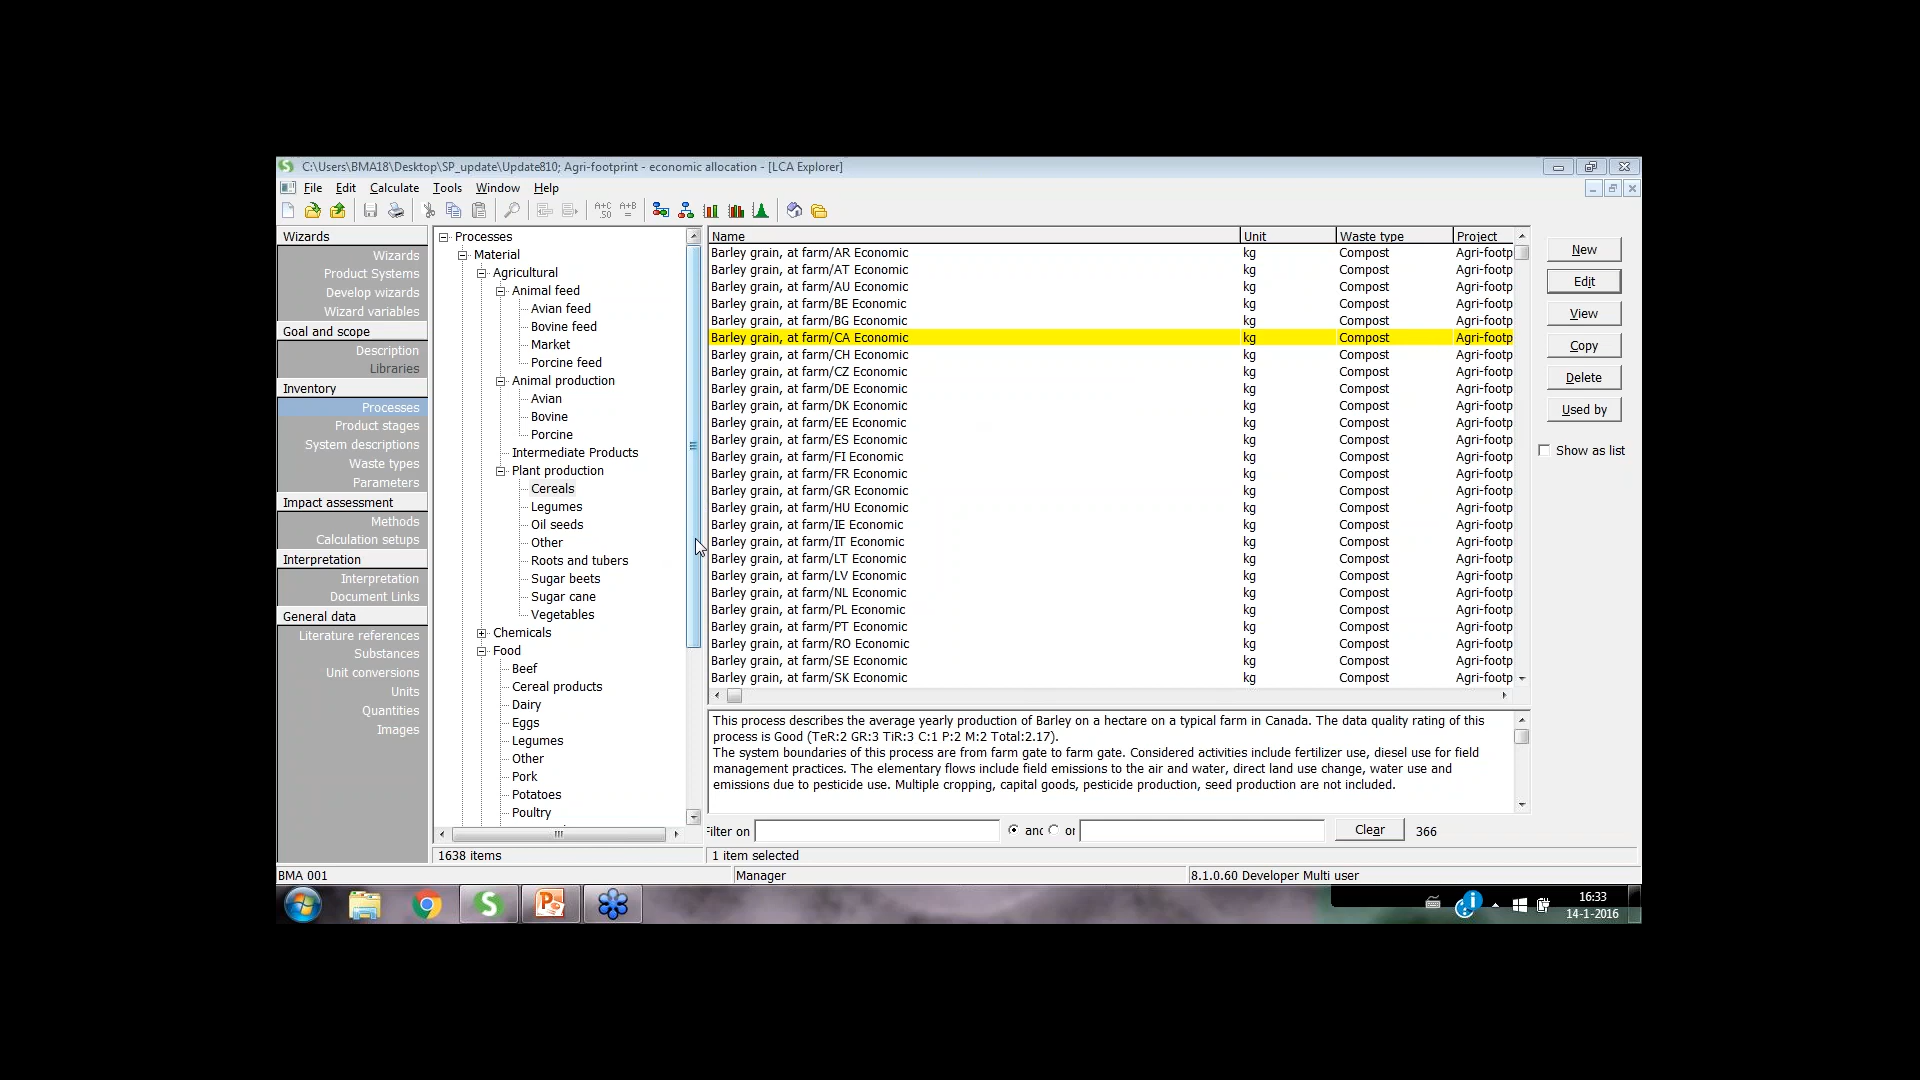 C:\Users\BMA18\Desktop\SP_update\Update810; Agri-footprint - economic allocation - [LCA Explorer]
File Edit Calculate Tools Window Help
Wizards
Wizards
Product Systems
Develop wizards
Wizard variables
Goal and scope
Description
Libraries
Inventory
Processes
Product stages
System descriptions
Waste types
Parameters
Impact assessment
Methods
Calculation setups
Interpretation
Interpretation
Document Links
General data
Literature references
Substances
Unit conversions
Units
Quantities
Images
Processes
Material
Agricultural
Animal feed
Avian feed
Bovine feed
Market
Porcine feed
Animal production
Avian
Bovine
Porcine
Intermediate Products
Plant production
Cereals
Legumes
Oil seeds
Other
Roots and tubers
Sugar beets
Sugar cane
Vegetables
Chemicals
Food
Beef
Cereal products
Dairy
Eggs
Legumes
Other
Pork
Potatoes
Poultry
1638 items
Name Unit Waste type Project
Barley grain, at farm/AR Economic kg Compost Agri-footp
Barley grain, at farm/AT Economic kg Compost Agri-footp
Barley grain, at farm/AU Economic kg Compost Agri-footp
Barley grain, at farm/BE Economic kg Compost Agri-footp
Barley grain, at farm/BG Economic kg Compost Agri-footp
Barley grain, at farm/CA Economic kg Compost Agri-footp
Barley grain, at farm/CH Economic kg Compost Agri-footp
Barley grain, at farm/CZ Economic kg Compost Agri-footp
Barley grain, at farm/DE Economic kg Compost Agri-footp
Barley grain, at farm/DK Economic kg Compost Agri-footp
Barley grain, at farm/EE Economic kg Compost Agri-footp
Barley grain, at farm/ES Economic kg Compost Agri-footp
Barley grain, at farm/FI Economic kg Compost Agri-footp
Barley grain, at farm/FR Economic kg Compost Agri-footp
Barley grain, at farm/GR Economic kg Compost Agri-footp
Barley grain, at farm/HU Economic kg Compost Agri-footp
Barley grain, at farm/IE Economic kg Compost Agri-footp
Barley grain, at farm/IT Economic kg Compost Agri-footp
Barley grain, at farm/LT Economic kg Compost Agri-footp
Barley grain, at farm/LV Economic kg Compost Agri-footp
Barley grain, at farm/NL Economic kg Compost Agri-footp
Barley grain, at farm/PL Economic kg Compost Agri-footp
Barley grain, at farm/PT Economic kg Compost Agri-footp
Barley grain, at farm/RO Economic kg Compost Agri-footp
Barley grain, at farm/SE Economic kg Compost Agri-footp
Barley grain, at farm/SK Economic kg Compost Agri-footp
This process describes the average yearly production of Barley on a hectare on a typical farm in Canada. The data quality rating of this
process is Good (TeR:2 GR:3 TiR:3 C:1 P:2 M:2 Total:2.17).
The system boundaries of this process are from farm gate to farm gate. Considered activities include fertilizer use, diesel use for field
management practices. The elementary flows include field emissions to the air and water, direct land use change, water use and
emissions due to pesticide use. Multiple cropping, capital goods, pesticide production, seed production are not included.
Filter on and or Clear 366
1 item selected
New
Edit
View
Copy
Delete
Used by
Show as list
BMA 001 Manager 8.1.0.60 Developer Multi user
16:33
14-1-2016